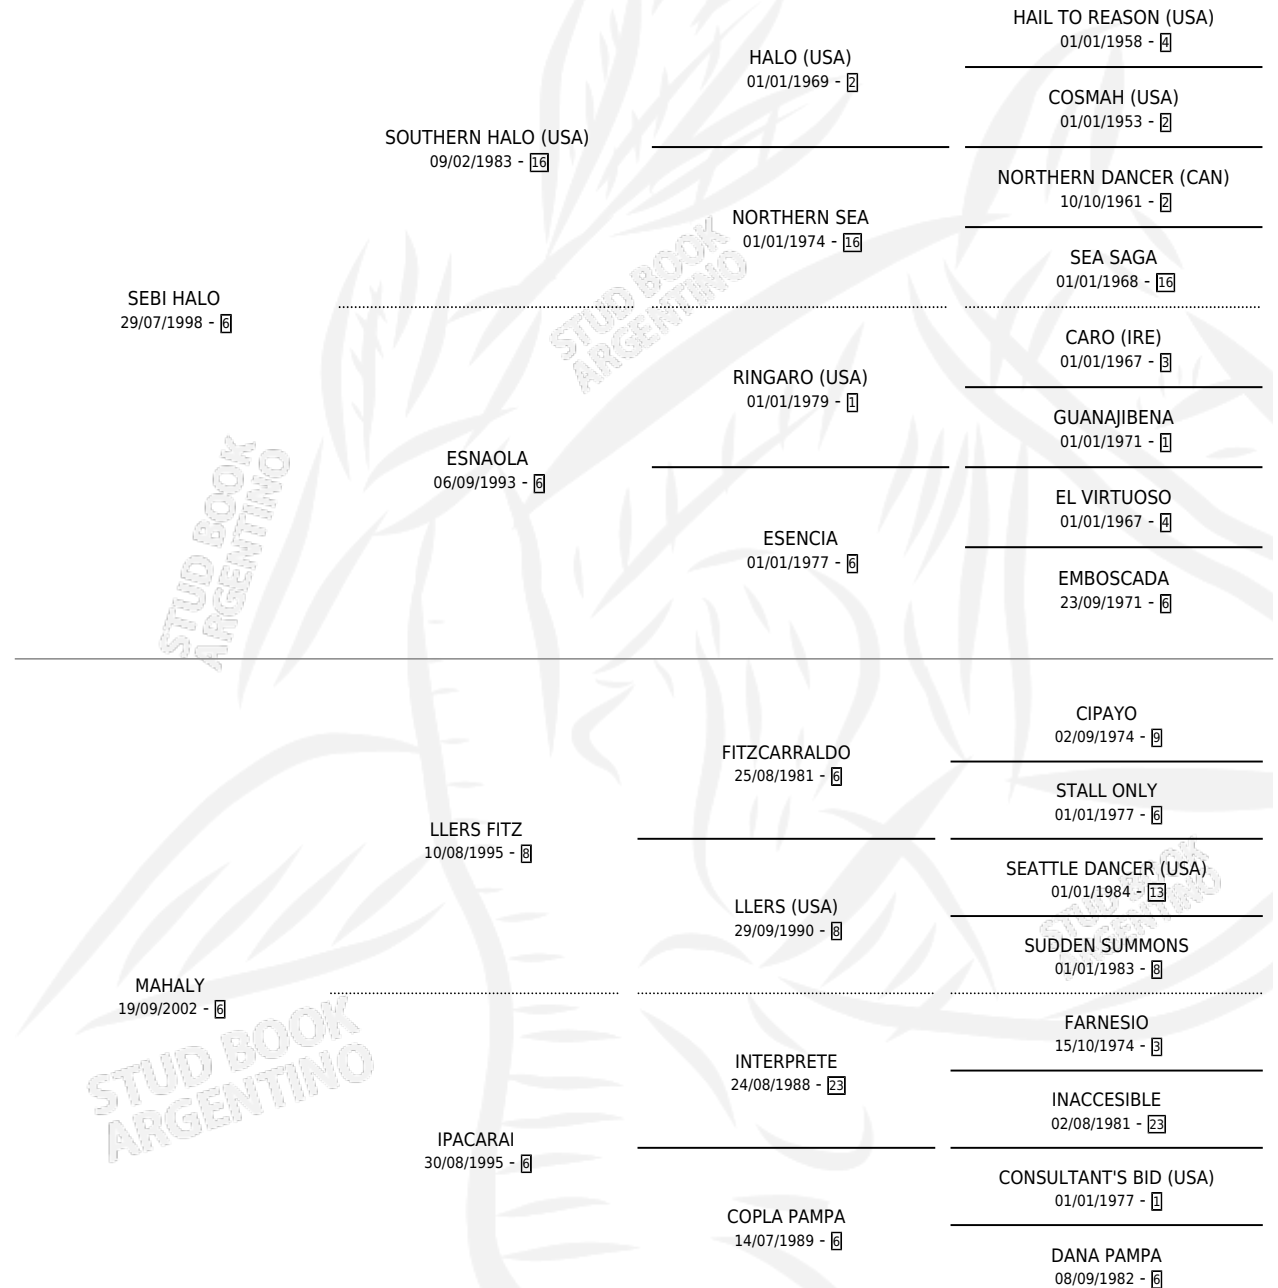 HAIL TO REASON (USA)
01/01/1958 - 4
HALO (USA)
01/01/1969 - 2
COSMAH (USA)
01/01/1953 - 2
SOUTHERN HALO (USA)
09/02/1983 - 16
NORTHERN DANCER (CAN)
10/10/1961 - 2
NORTHERN SEA
01/01/1974 - 16
SEA SAGA
01/01/1968 - 16
SEBI HALO
29/07/1998 - 6
CARO (IRE)
01/01/1967 - 3
RINGARO (USA)
01/01/1979 - 1
GUANAJIBENA
01/01/1971 - 1
ESNAOLA
06/09/1993 - 6
EL VIRTUOSO
01/01/1967 - 4
ESENCIA
01/01/1977 - 6
EMBOSCADA
23/09/1971 - 6
CIPAYO
02/09/1974 - 9
FITZCARRALDO
25/08/1981 - 6
STALL ONLY
01/01/1977 - 6
LLERS FITZ
10/08/1995 - 8
SEATTLE DANCER (USA)
01/01/1984 - 13
LLERS (USA)
29/09/1990 - 8
SUDDEN SUMMONS
01/01/1983 - 8
MAHALY
19/09/2002 - 6
FARNESIO
15/10/1974 - 3
INTERPRETE
24/08/1988 - 23
INACCESIBLE
02/08/1981 - 23
IPACARAI
30/08/1995 - 6
CONSULTANT'S BID (USA)
01/01/1977 - 1
COPLA PAMPA
14/07/1989 - 6
DANA PAMPA
08/09/1982 - 6
STUD BOOK
ARGENTINO
STUD BOOK
ARGENTINO
STUD BOOK
ARGENTINO
STUD BOOK
ARGENTINO